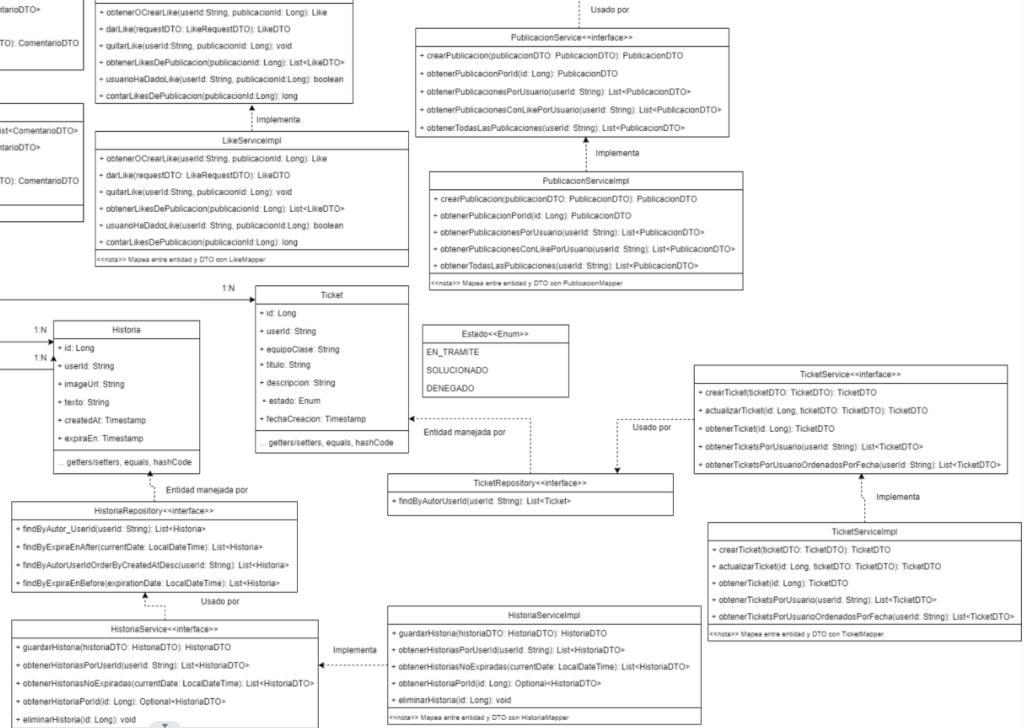 ntarioDTO>
TO): ComentarioDTO
ist<ComentarioDTO>
ntarioDTO>
TO): ComentarioDTO
+ obtenerOCrearLike(userId:String, publicacionId: Long): Like
+ darLike(requestDTO: LikeRequestDTO): LikeDTO
+ quitarLike(userId:String, publicacionId: Long): void
+ obtenerLikesDePublicacion(publicacionId: Long): List<LikeDTO>
+ usuarioHaDadoLike(userId: String, publicacionId:Long): boolean
+ contarLikesDePublicacion(publicacionId:Long): long
Implementa
LikeServiceImpl
+ obtenerOCrearLike(userId:String, publicacionId: Long): Like
+ darLike(requestDTO: LikeRequestDTO): LikeDTO
+ quitarLike(userId:String, publicacionId: Long): void
+ obtenerLikesDePublicacion(publicacionId: Long): List<LikeDTO>
+ usuarioHaDadoLike(userId: String, publicacionId:Long): boolean
+ contarLikesDePublicacion(publicacionId:Long): long
<<nota>> Mapea entre entidad y DTO con LikeMapper
Usado por
PublicacionService<<interface>>
+ crearPublicacion(publicacionDTO: PublicacionDTO): PublicacionDTO
+ obtenerPublicacionPorId(id: Long): PublicacionDTO
+ obtenerPublicacionesPorUsuario(userId: String): List<PublicacionDTO>
+ obtenerPublicacionesConLikePorUsuario(userId: String): List<PublicacionDTO>
+ obtenerTodasLasPublicaciones(userId: String): List<PublicacionDTO>
Implementa
PublicacionServiceImpl
+ crearPublicacion(publicacionDTO: PublicacionDTO): PublicacionDTO
+ obtenerPublicacionPorId(id: Long): PublicacionDTO
+ obtenerPublicacionesPorUsuario(userId: String): List<PublicacionDTO>
+ obtenerPublicacionesConLikePorUsuario(userId: String): List<PublicacionDTO>
+ obtenerTodasLasPublicaciones(userId: String): List<PublicacionDTO>
<<nota>> Mapea entre entidad y DTO con PublicacionMapper
1:N
1:N
1:N
Historia
+ id: Long
+ userId: String
+ imageUrl: String
+ texto: String
+ createdAt: Timestamp
+ expiraEn: Timestamp
... getters/setters, equals, hashCode
Ticket
+ id: Long
+ userId: String
+ equipoClase: String
+ titulo: String
+ descripcion: String
+ estado: Enum
+ fechaCreacion: Timestamp
... getters/setters, equals, hashCode
Estado<<Enum>>
EN_TRAMITE
SOLUCIONADO
DENEGADO
Entidad manejada por
Usado por
TicketService<<interface>>
+ crearTicket(ticketDTO: TicketDTO): TicketDTO
+ actualizarTicket(id: Long, ticketDTO: TicketDTO): TicketDTO
+ obtenerTicket(id: Long): TicketDTO
+ obtenerTicketsPorUsuario(userId: String): List<TicketDTO>
+ obtenerTicketsPorUsuarioOrdenadosPorFecha(userId: String): List<TicketDTO>
TicketRepository<<interface>>
+ findByAutorUserId(userId: String): List<Ticket>
Implementa
TicketServiceImpl
+ crearTicket(ticketDTO: TicketDTO): TicketDTO
+ actualizarTicket(id: Long, ticketDTO: TicketDTO): TicketDTO
+ obtenerTicket(id: Long): TicketDTO
+ obtenerTicketsPorUsuario(userId: String): List<TicketDTO>
+ obtenerTicketsPorUsuarioOrdenadosPorFecha(userId: String): List<TicketDTO>
<<nota>> Mapea entre entidad y DTO con TicketMapper
Entidad manejada por
HistoriaRepository<<interface>>
+ findByAutor_UserId(userId: String): List<Historia>
+ findByExpiraEnAfter(currentDate: LocalDateTime): List<Historia>
+ findByAutorUserIdOrderByCreatedAtDesc(userId: String): List<Historia>
+ findByExpiraEnBefore(expirationDate: LocalDateTime): List<Historia>
Usado por
HistoriaService<<interface>>
+ guardarHistoria(historiaDTO: HistoriaDTO): HistoriaDTO
+ obtenerHistoriasPorUserId(userId: String): List<HistoriaDTO>
+ obtenerHistoriasNoExpiradas(currentDate: LocalDateTime): List<HistoriaDTO>
+ obtenerHistoriaPorId(id: Long): Optional<HistoriaDTO>
+ eliminarHistoria(id: Long): void
Implementa
HistoriaServiceImpl
+ guardarHistoria(historiaDTO: HistoriaDTO): HistoriaDTO
+ obtenerHistoriasPorUserId(userId: String): List<HistoriaDTO>
+ obtenerHistoriasNoExpiradas(currentDate: LocalDateTime): List<HistoriaDTO>
+ obtenerHistoriaPorId(id: Long): Optional<HistoriaDTO>
+ eliminarHistoria(id: Long): void
<<nota>> Mapea entre entidad y DTO con HistoriaMapper